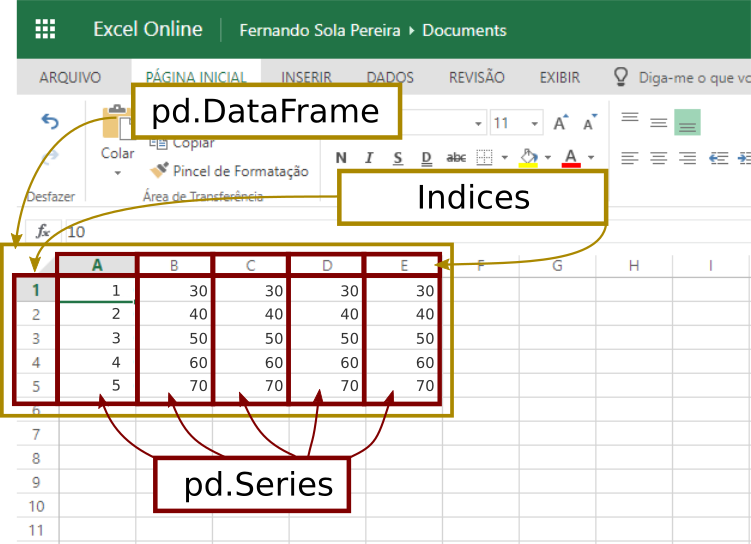 Excel Online Fernando Sola Pereira ▸ Documents
ARQUIVO PÁGINA INICIAL INSERIR DADOS REVISÃO EXIBIR Diga-me o que vo
pd.DataFrame
11 A A
Colar Copiar
N I S D abc A
Pincel de Formatação
Desfazer Área de Transferência
Indices
fx 10
A B C D E F G H I
1 1 30 30 30 30
2 2 40 40 40 40
3 3 50 50 50 50
4 4 60 60 60 60
5 5 70 70 70 70
6
7
8
9
10
11
pd.Series